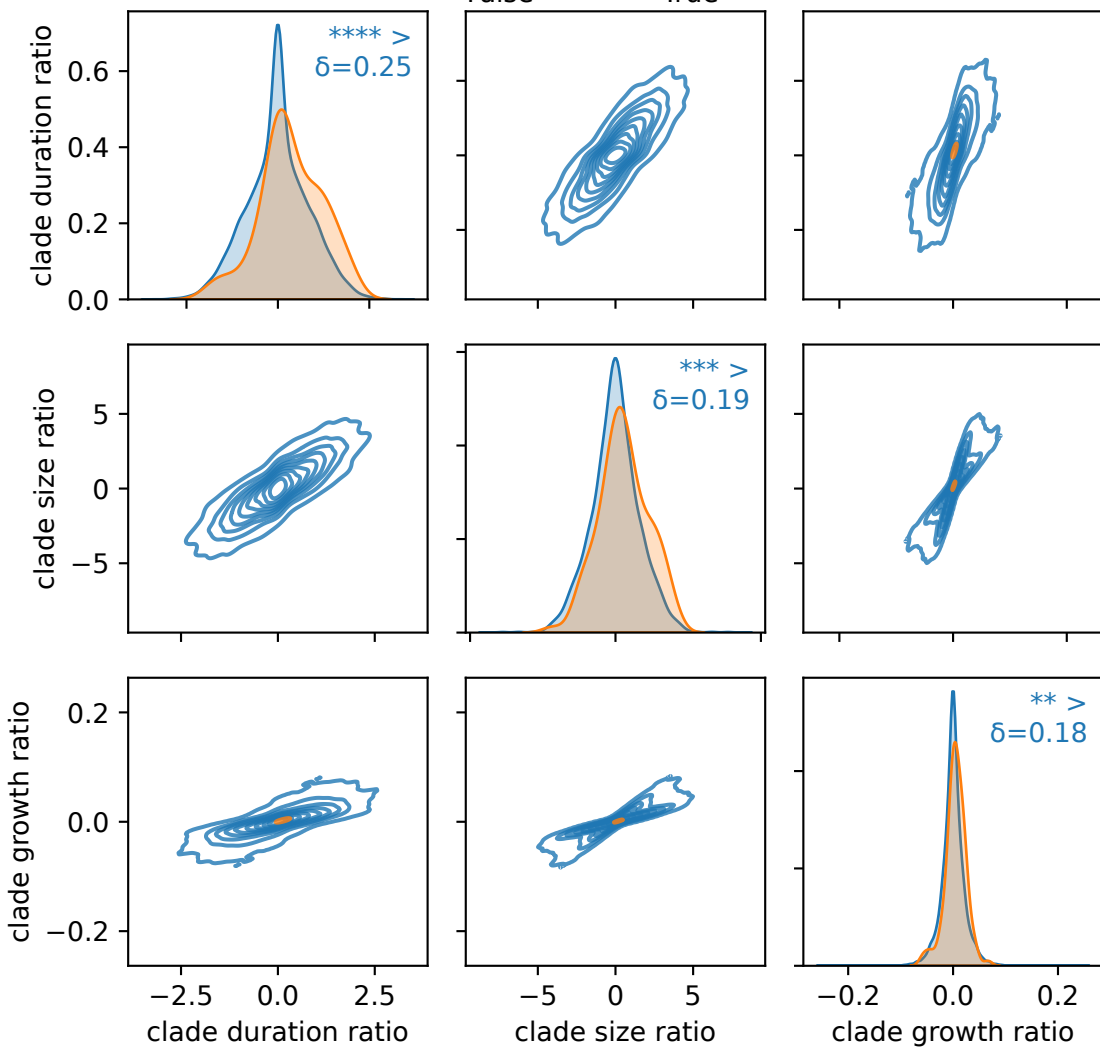 **** >
δ=0.25
clade duration ratio
0.6
0.4
0.2
0.0
*** >
δ=0.19
clade size ratio
5
0
−5
** >
δ=0.18
clade growth ratio
0.2
0.0
−0.2
−2.5 0.0 2.5
−5 0 5
−0.2 0.0 0.2
clade duration ratio
clade size ratio
clade growth ratio